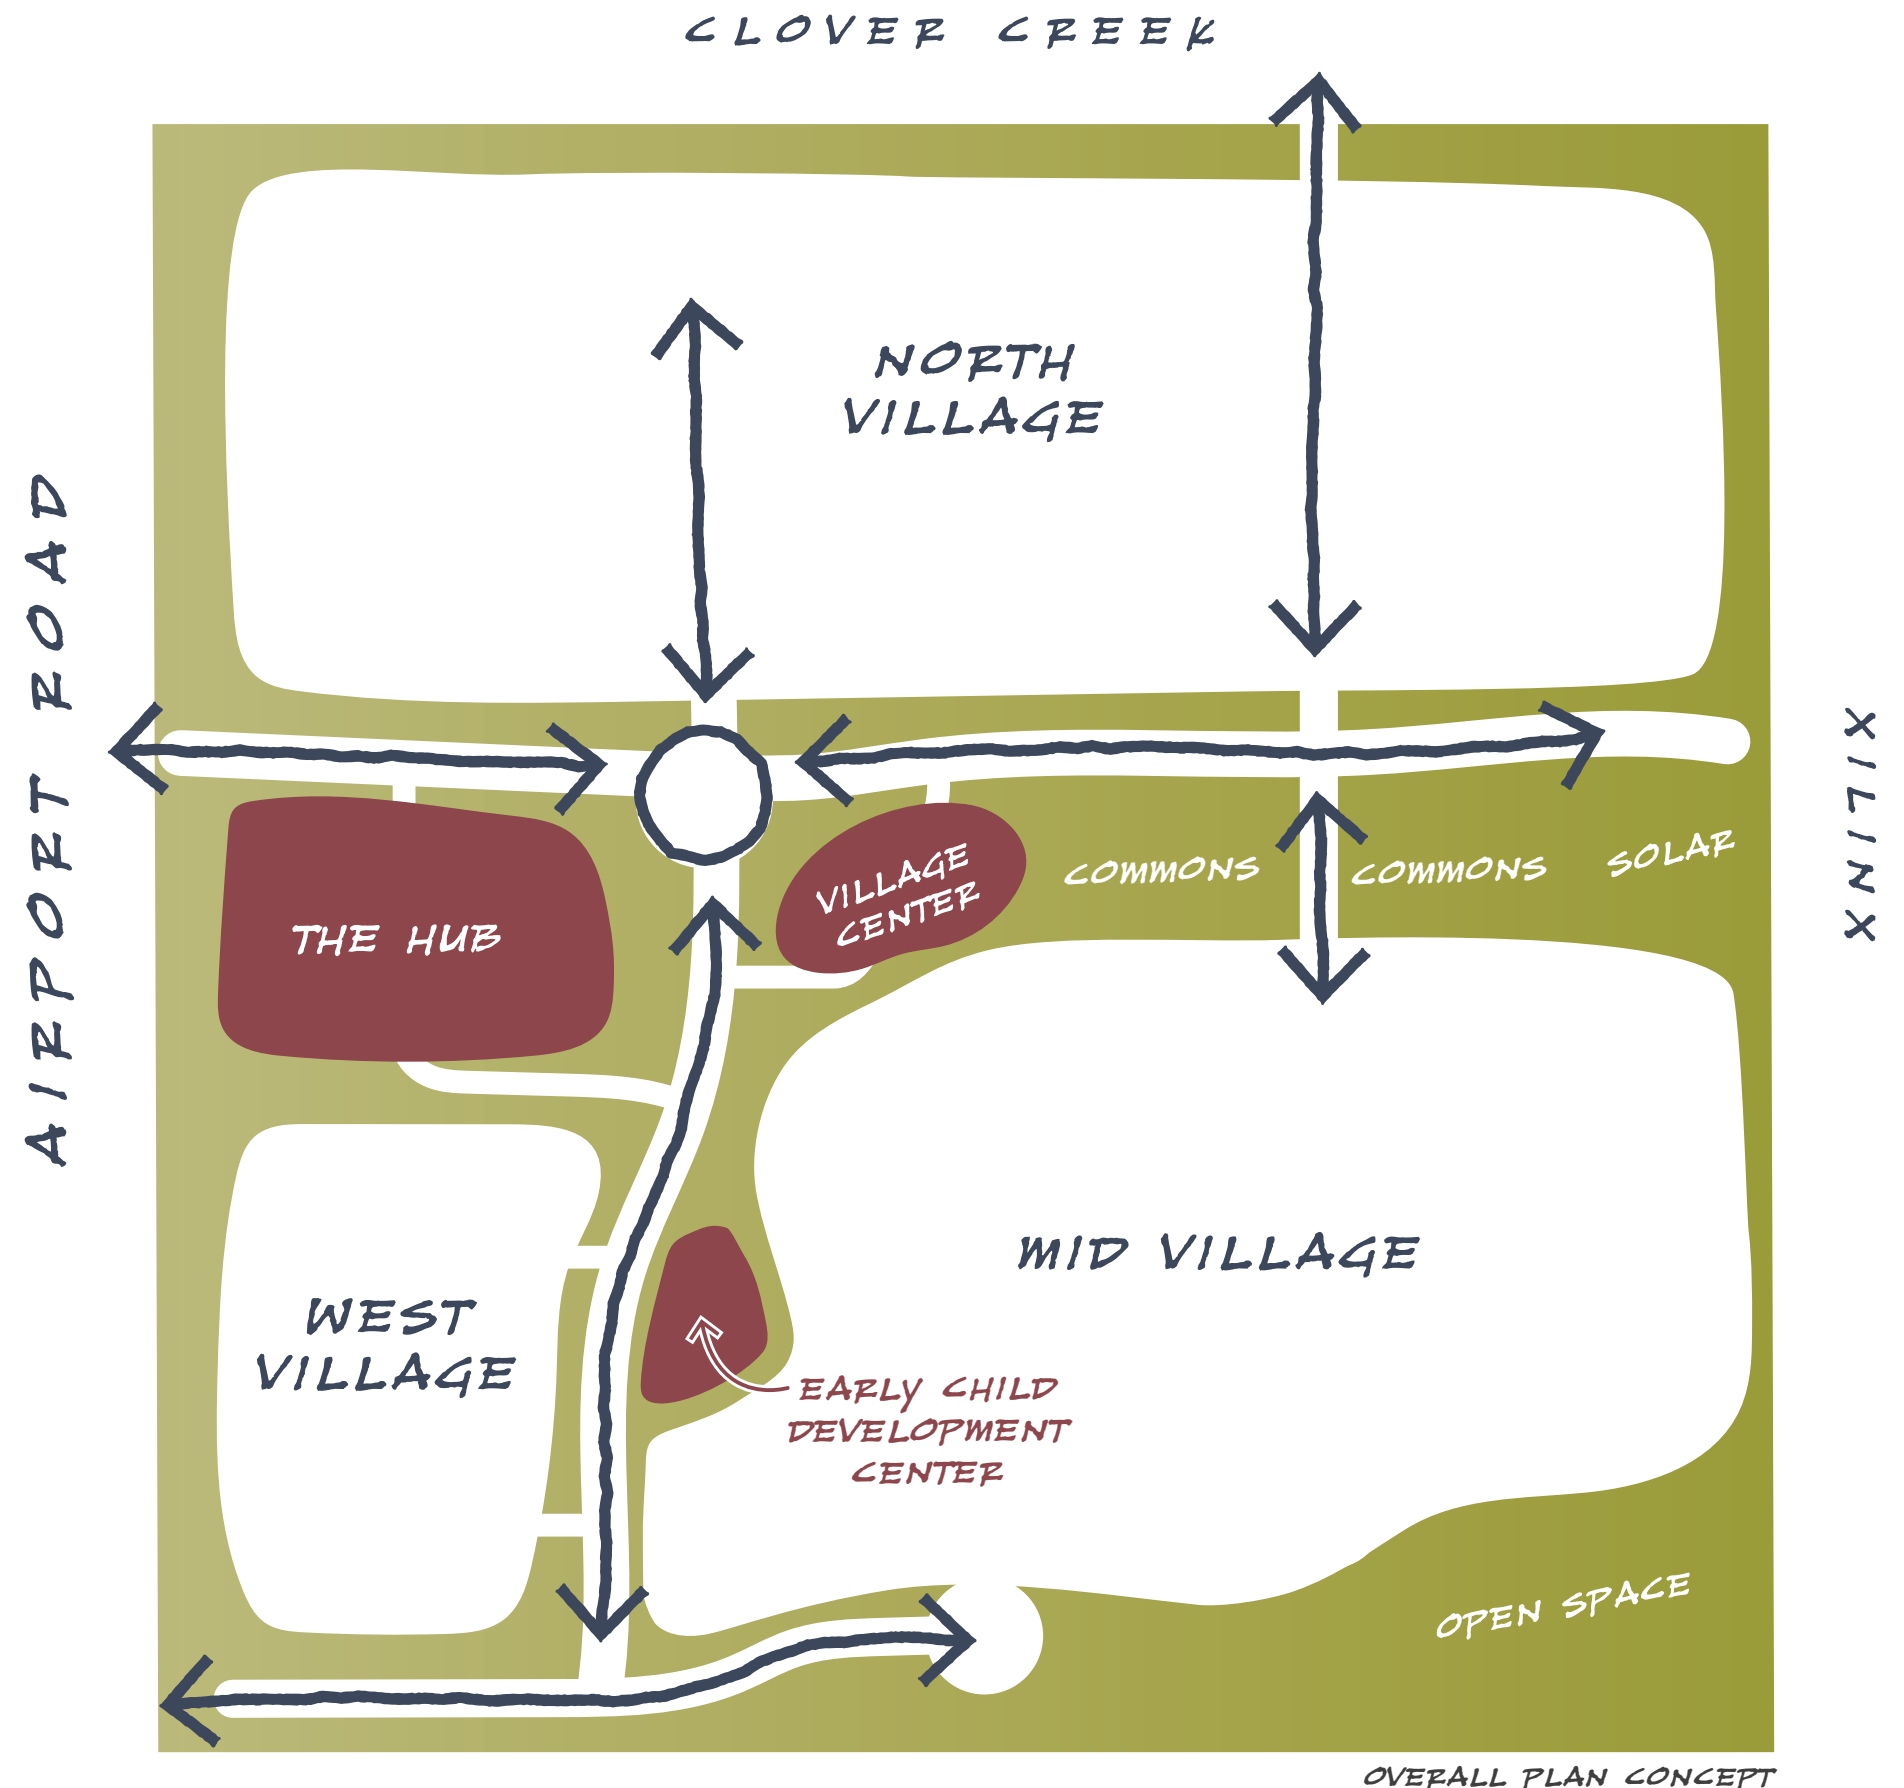 CLOVER CREEK
NORTH
VILLAGE
AIRPORT ROAD
XILINX
COMMONS
COMMONS
SOLAR
VILLAGE
CENTER
THE HUB
MID VILLAGE
WEST
VILLAGE
EARLY CHILD
DEVELOPMENT
CENTER
OPEN SPACE
OVERALL PLAN CONCEPT